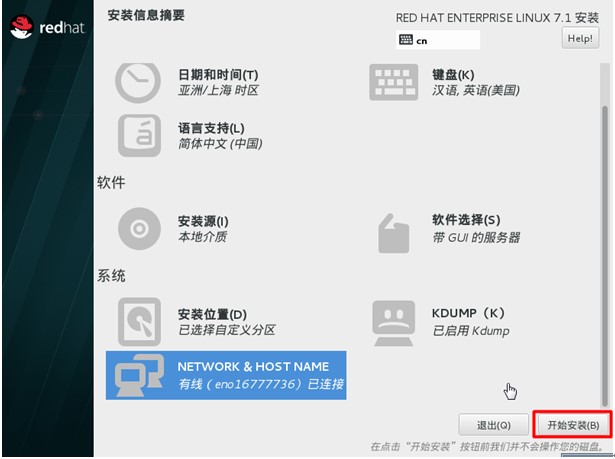 redhat
安装信息摘要
RED HAT ENTERPRISE LINUX 7.1 安装
cn
Help!
日期和时间(T)
亚洲/上海 时区
键盘(K)
汉语, 英语(美国)
语言支持(L)
简体中文 (中国)
软件
安装源(I)
本地介质
软件选择(S)
带 GUI 的服务器
系统
安装位置(D)
已选择自定义分区
KDUMP（K）
已启用 Kdump
NETWORK & HOST NAME
有线（eno16777736）已连接
退出(Q)
开始安装(B)
在点击“开始安装”按钮前我们并不会操作您的磁盘。